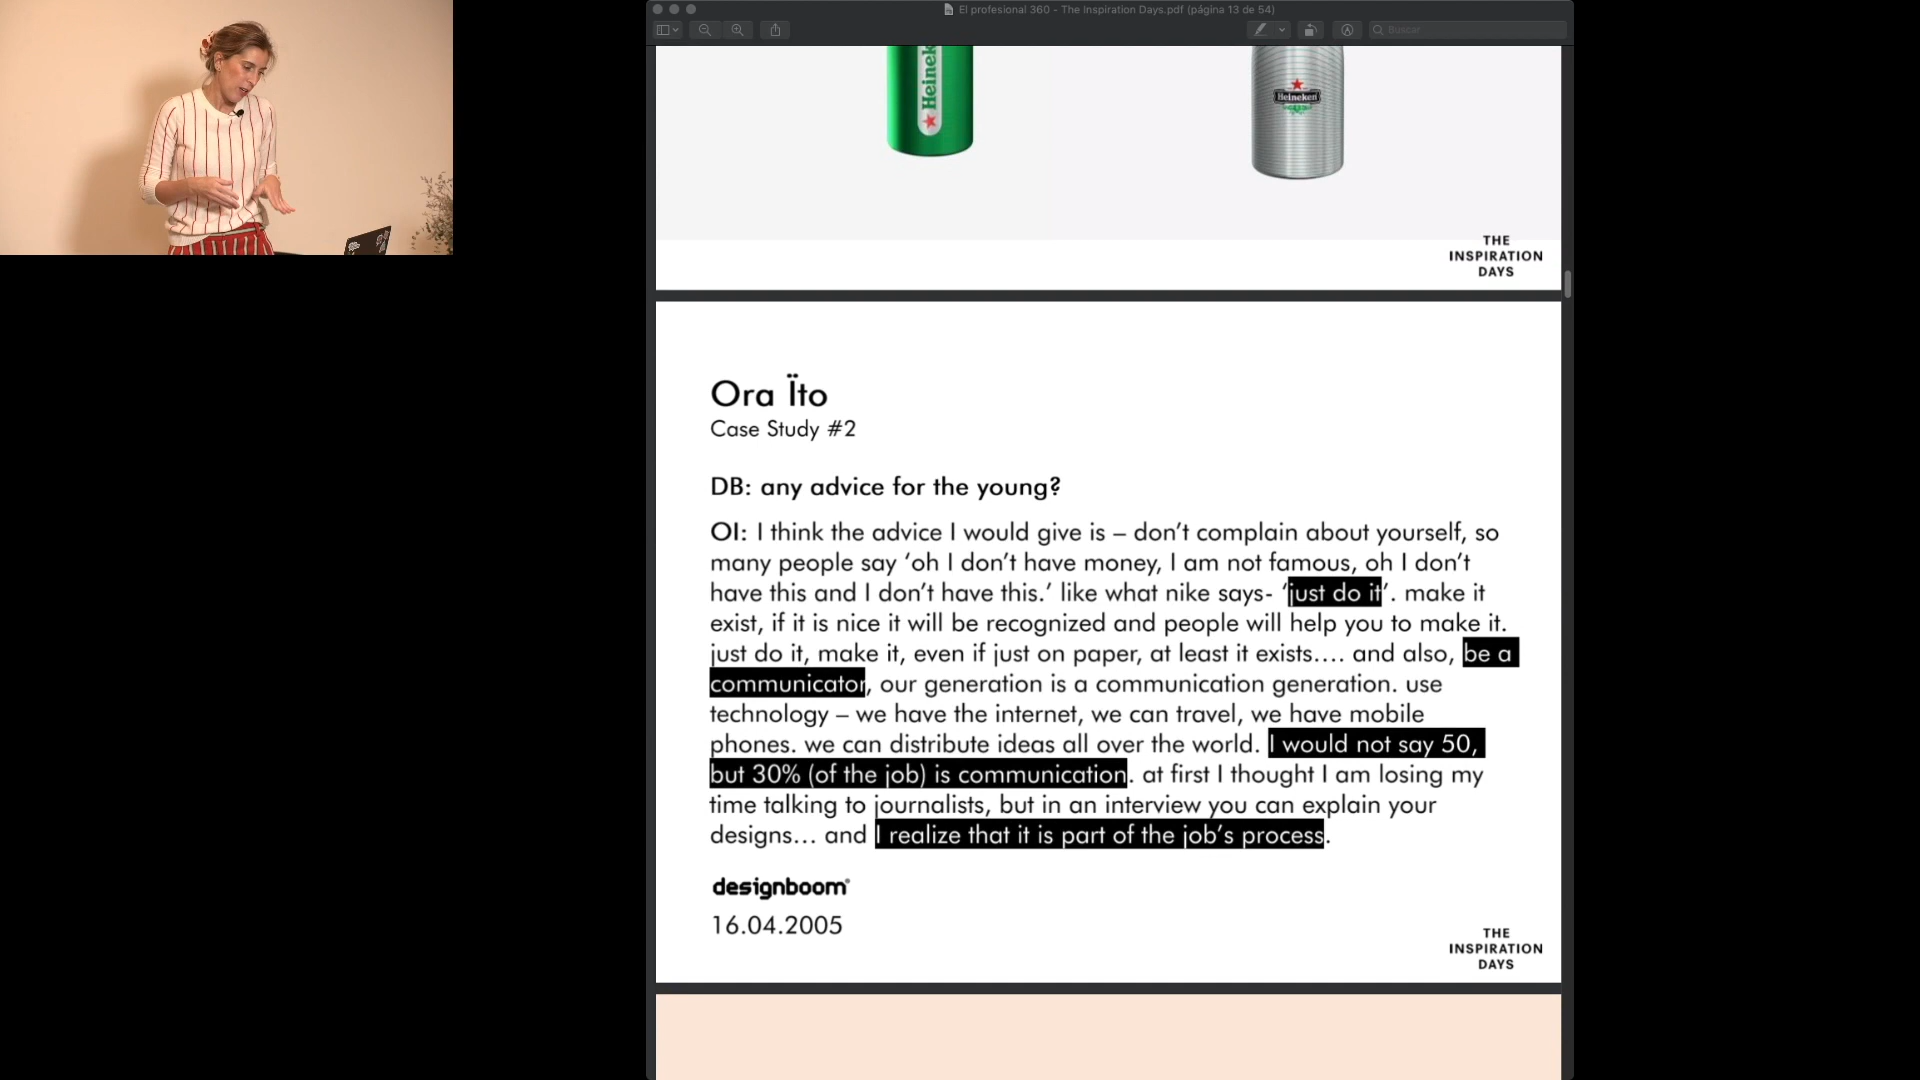 El profesional 360 - The Inspiration Days.pdf (página 13 de 54)
Buscar
Heineken
THE
INSPIRATION
DAYS
Ora Ïto
Case Study #2
DB: any advice for the young?
OI: I think the advice I would give is – don’t complain about yourself, so
many people say ‘oh I don’t have money, I am not famous, oh I don’t
have this and I don’t have this.’ like what nike says- ‘just do it’. make it
exist, if it is nice it will be recognized and people will help you to make it.
just do it, make it, even if just on paper, at least it exists.... and also, be a
communicator, our generation is a communication generation. use
technology – we have the internet, we can travel, we have mobile
phones. we can distribute ideas all over the world. I would not say 50,
but 30% (of the job) is communication. at first I thought I am losing my
time talking to journalists, but in an interview you can explain your
designs... and I realize that it is part of the job’s process.
designboom
16.04.2005
THE
INSPIRATION
DAYS